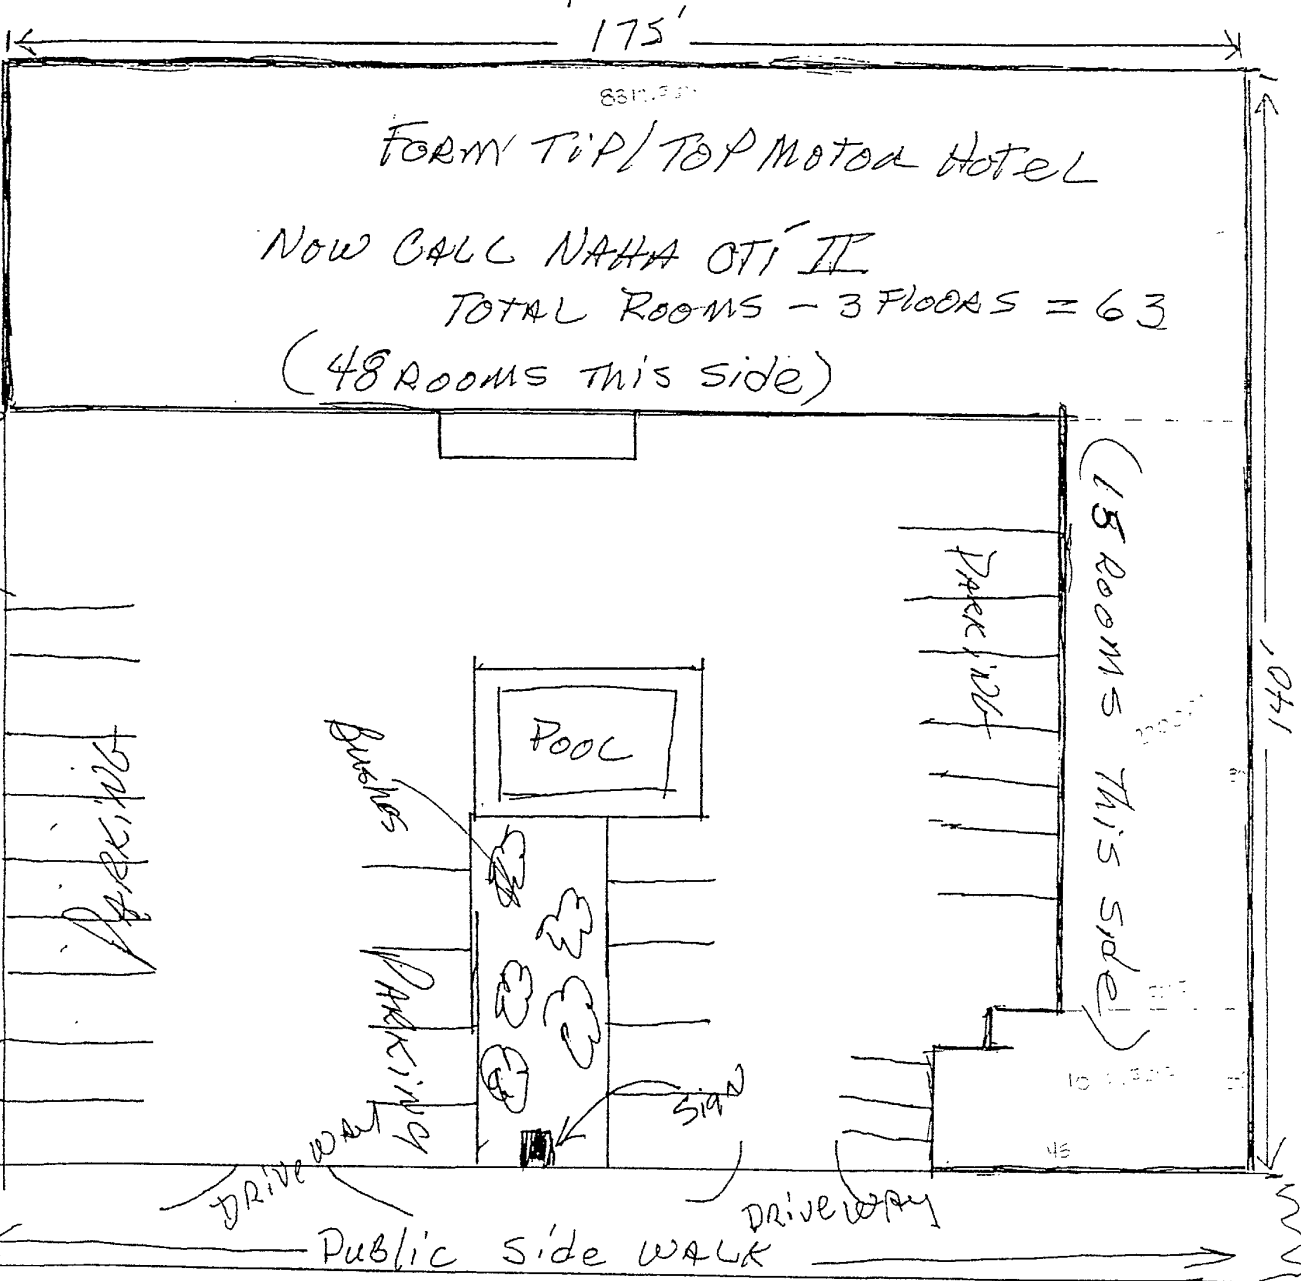 175'
FORM TIP/TOP MOTOR HOTEL
NOW CALL NAHA OTI II
TOTAL ROOMS - 3 FLOORS = 63
(48 ROOMS THIS SIDE)
(15 ROOMS THIS SIDE)
140'
PARKING
POOL
Bushes
PARKING
PARKING
SIGN
45
DRIVEWAY
DRIVEWAY
PUBLIC SIDE WALK